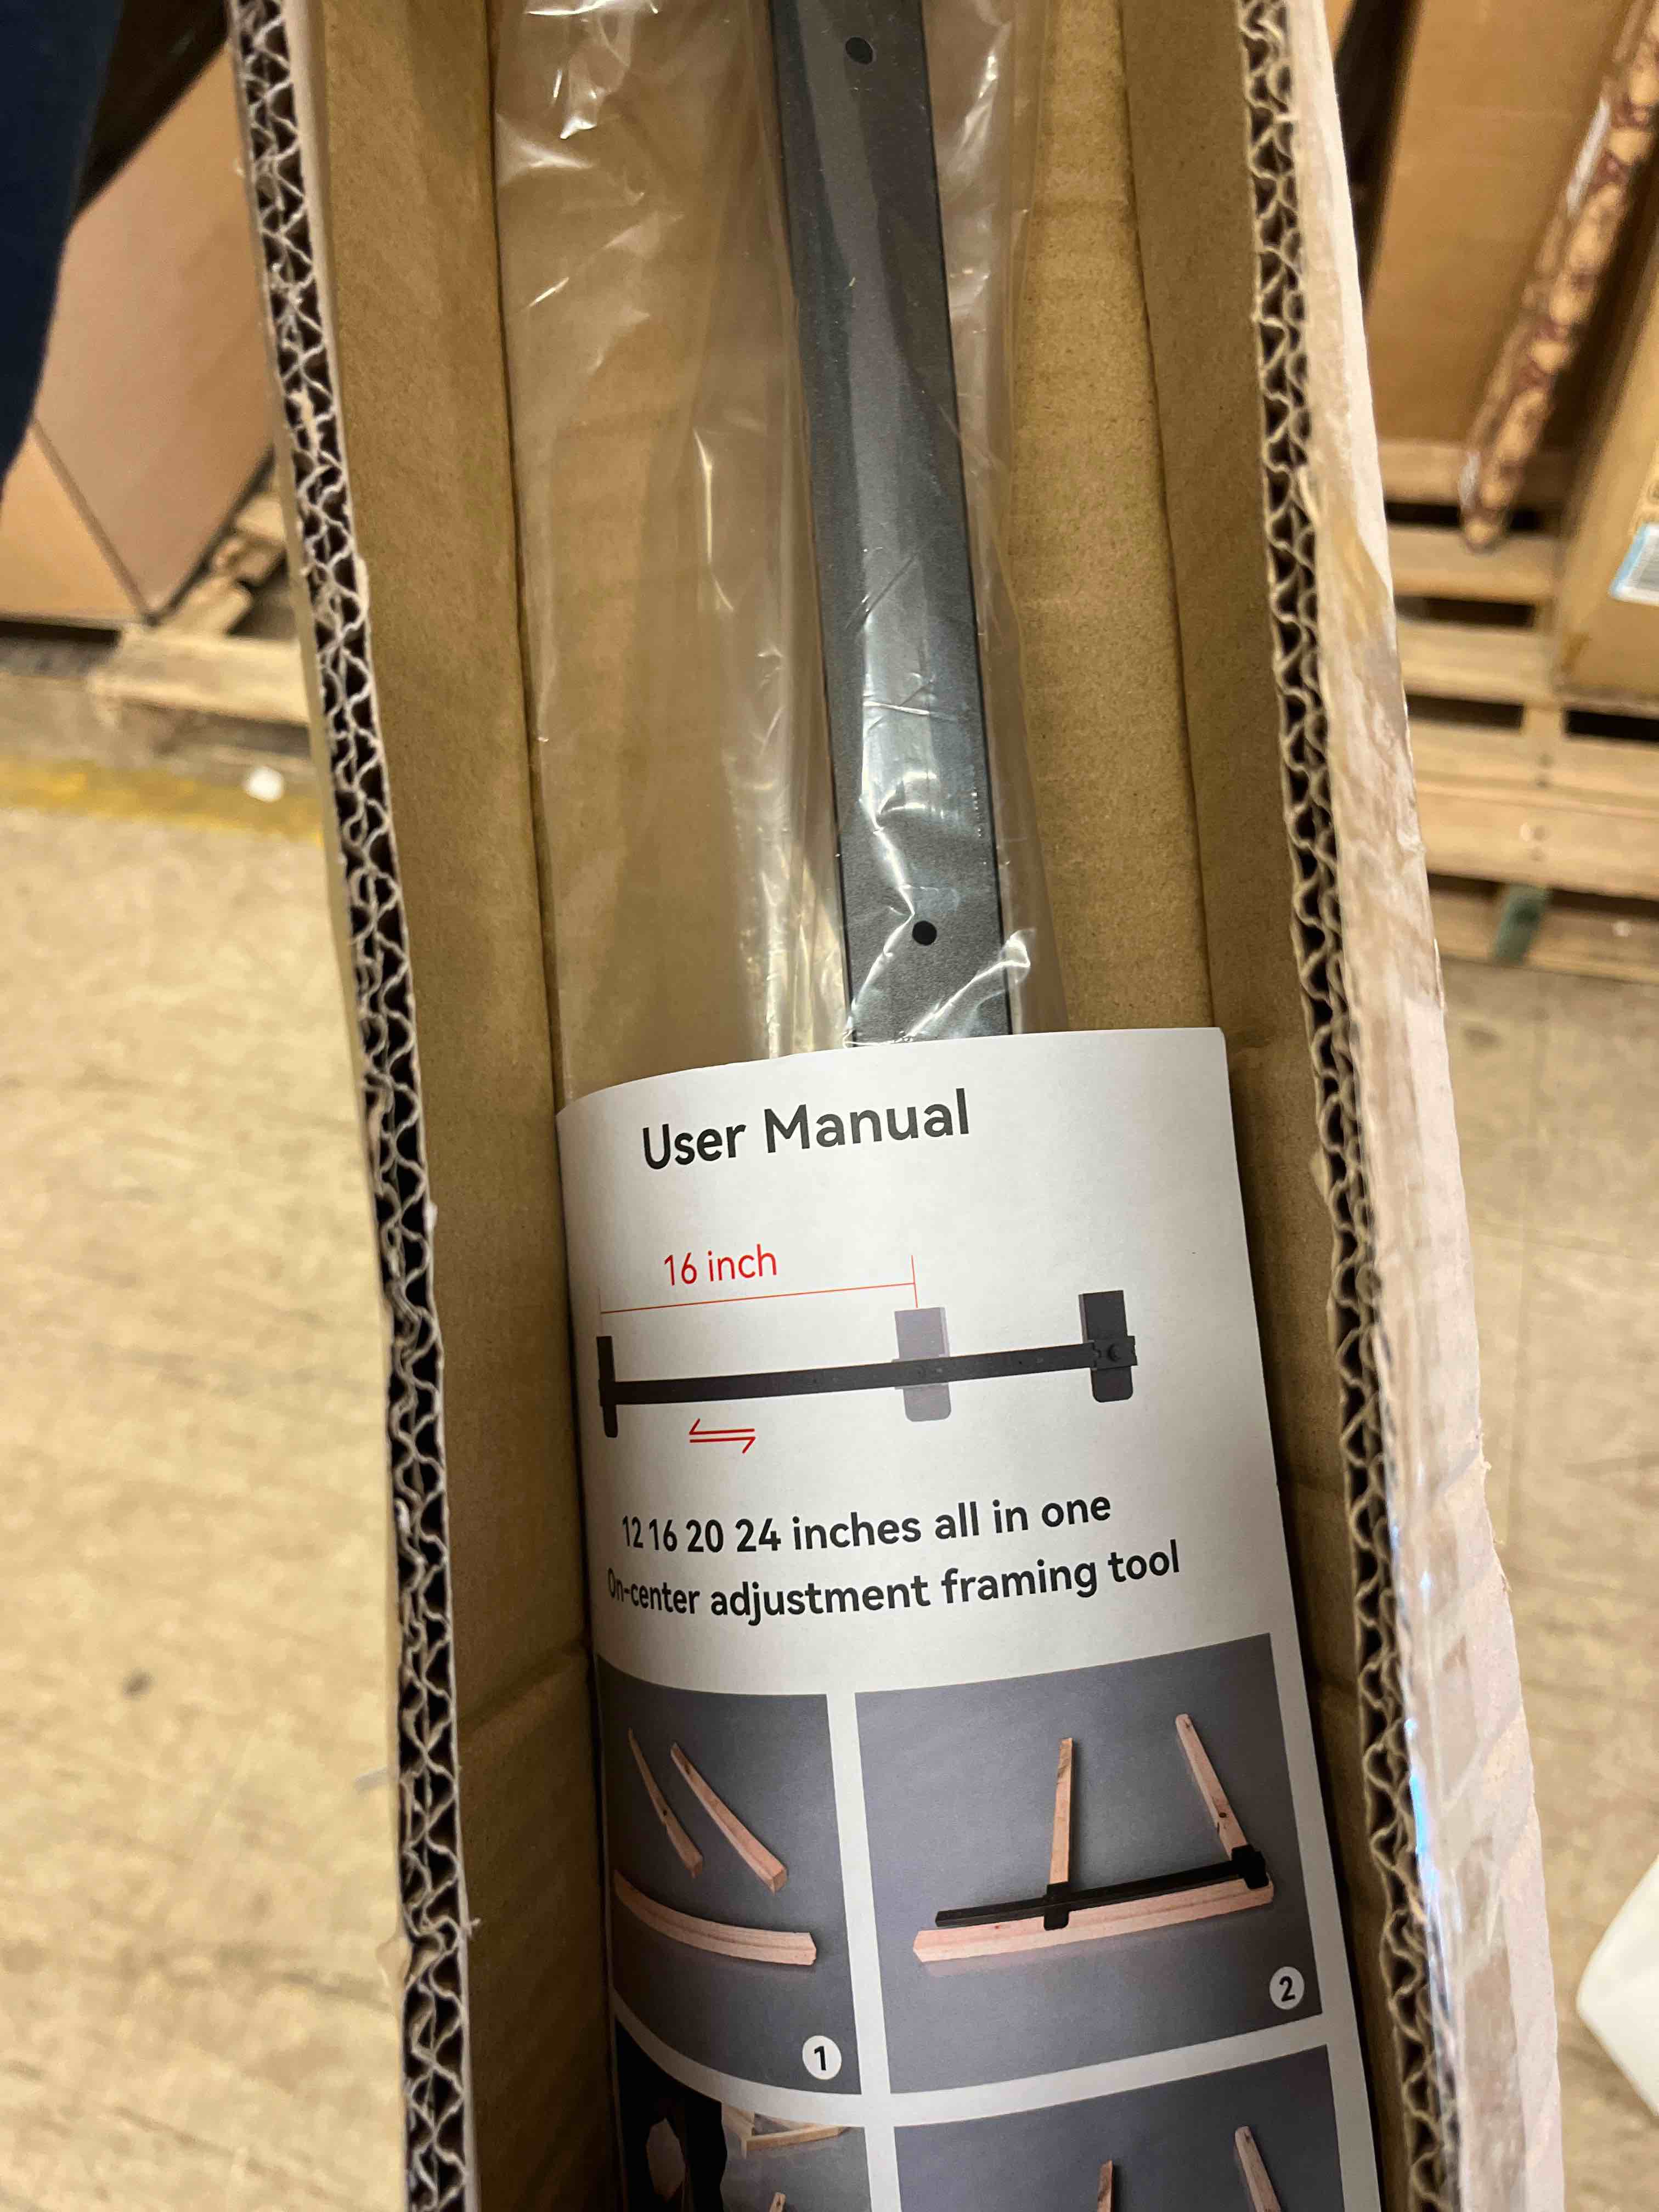 User Manual
16 inch
12 16 20 24 inches all in one
On-center adjustment framing tool
1
2